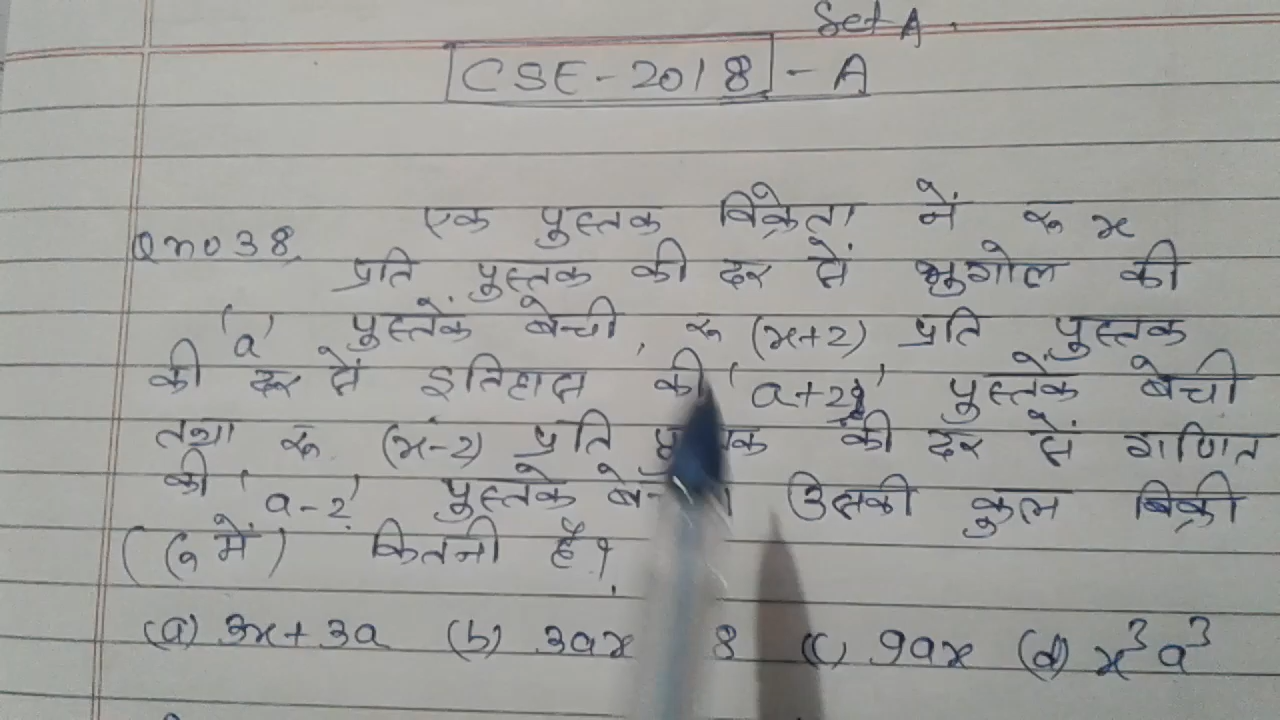 Set A.
CSE-2018 - A
एक पुस्तक विक्रेता नें रू x
Q no 38. प्रति पुस्तक की दर सें भुगोल की
'a' पुस्तकें बेच्ची, रू (x+2) प्रति पुस्तक
की दर सें इतिहास की 'a+2' पुस्तकें बेची
तथा रू (x-2) प्रति की दर सें गणित
की 'a-2' पुस्तकें उसकी कुल बिक्री
(रू में) कितनी है?
(a) 3x+3a (b) 3ax 8 (c) 9ax (d) x³a³